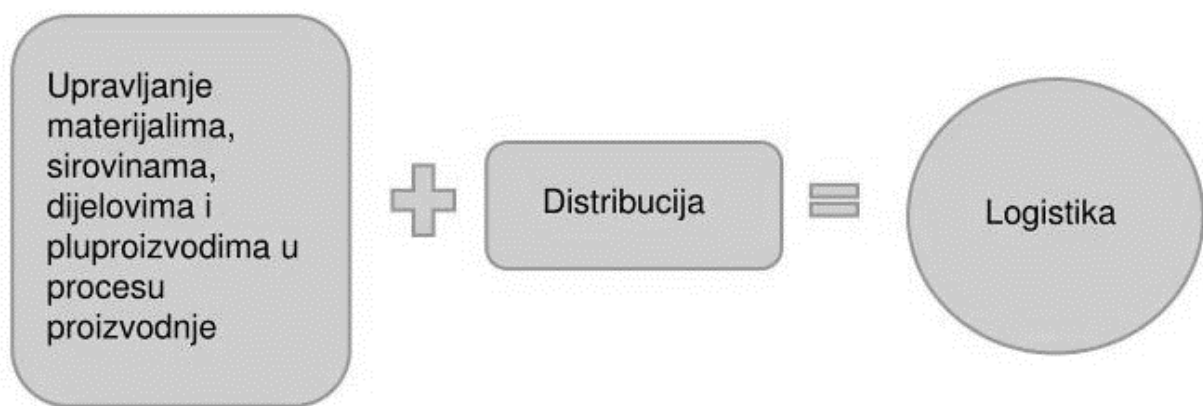 Upravljanje
materijalima,
sirovinama,
dijelovima i
pluproizvodima u
procesu
proizvodnje
Distribucija
Logistika